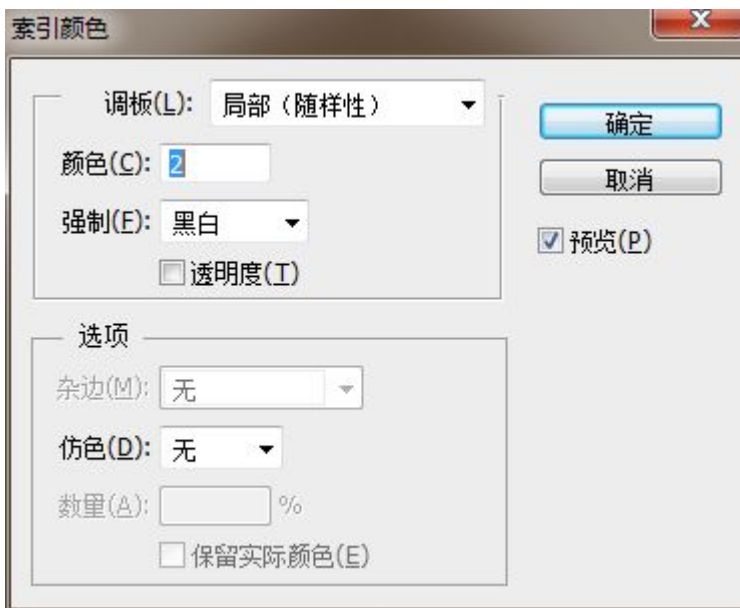 索引颜色
x
调板(L): 局部（随样性）
确定
颜色(C): 2
取消
强制(F): 黑白
预览(P)
透明度(T)
选项
杂边(M): 无
仿色(D): 无
数里(A): %
保留实际颜色(E)